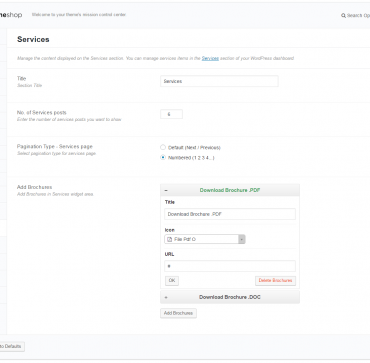 neshop Welcome to your theme's mission control center. Search Op
Services
Manage the content displayed on the Services section. You can manage services items in the Services section of your WordPress dashboard.
Title
Section Title
Services
No. of Services posts
Enter the number of services posts you want to show
6
Pagination Type - Services page
Select pagination type for services page
Default (Next / Previous)
Numbered (1 2 3 4...)
Add Brochures
Add Brochures in Services widget area.
− Download Brochure .PDF
Title
Download Brochure .PDF
Icon
File Pdf O
URL
#
OK Delete Brochures
+ Download Brochure .DOC
Add Brochures
to Defaults